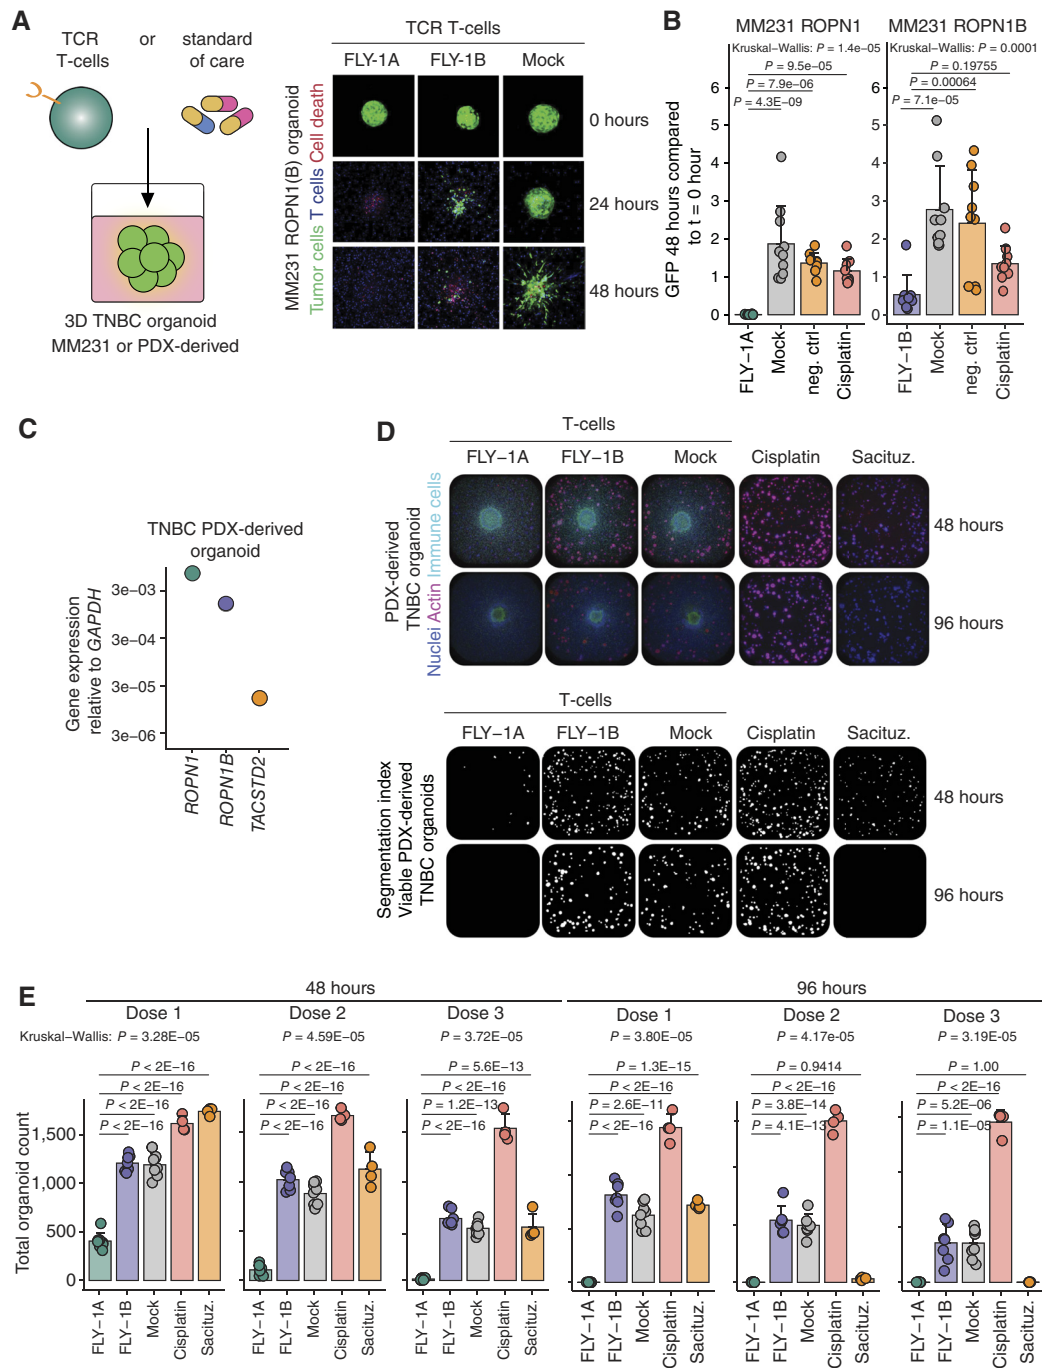 A
TCR T-cells
or
standard of care
3D TNBC organoid
MM231 or PDX-derived
TCR T-cells
FLY-1A FLY-1B Mock
MM231 ROPN1(B) organoid
Tumor cells T cells Cell death
0 hours
24 hours
48 hours
B
MM231 ROPN1
Kruskal–Wallis: P = 1.4e-05
P = 9.5e-05
P = 7.9e-06
P = 4.3E-09
GFP 48 hours compared
to t = 0 hour
6
5
4
3
2
1
0
FLY–1A
Mock
neg. ctrl
Cisplatin
MM231 ROPN1B
Kruskal–Wallis: P = 0.0001
P = 0.19755
P = 0.00064
P = 7.1e-05
6
5
4
3
2
1
0
FLY–1B
Mock
neg. ctrl
Cisplatin
C
TNBC PDX-derived
organoid
Gene expression
relative to GAPDH
3e–03
3e–04
3e–05
3e–06
ROPN1
ROPN1B
TACSTD2
D
T-cells
FLY–1A FLY–1B Mock Cisplatin Sacituz.
PDX-derived
TNBC organoid
Nuclei Actin Immune cells
48 hours
96 hours
T-cells
FLY–1A FLY–1B Mock Cisplatin Sacituz.
Segmentation index
Viable PDX-derived
TNBC organoids
48 hours
96 hours
E
48 hours
96 hours
Total organoid count
1,500
1,000
500
0
Dose 1
Kruskal–Wallis: P = 3.28E-05
P < 2E-16
P < 2E-16
P < 2E-16
P < 2E-16
FLY–1A
FLY–1B
Mock
Cisplatin
Sacituz.
Dose 2
P = 4.59E-05
P < 2E-16
P < 2E-16
P < 2E-16
P < 2E-16
FLY–1A
FLY–1B
Mock
Cisplatin
Sacituz.
Dose 3
P = 3.72E-05
P = 5.6E-13
P < 2E-16
P = 1.2E-13
P < 2E-16
FLY–1A
FLY–1B
Mock
Cisplatin
Sacituz.
Dose 1
P = 3.80E-05
P = 1.3E-15
P < 2E-16
P = 2.6E-11
P < 2E-16
FLY–1A
FLY–1B
Mock
Cisplatin
Sacituz.
Dose 2
P = 4.17e-05
P = 0.9414
P < 2E-16
P = 3.8E-14
P = 4.1E-13
FLY–1A
FLY–1B
Mock
Cisplatin
Sacituz.
Dose 3
P = 3.19E-05
P = 1.00
P < 2E-16
P = 5.2E-06
P = 1.1E-05
FLY–1A
FLY–1B
Mock
Cisplatin
Sacituz.